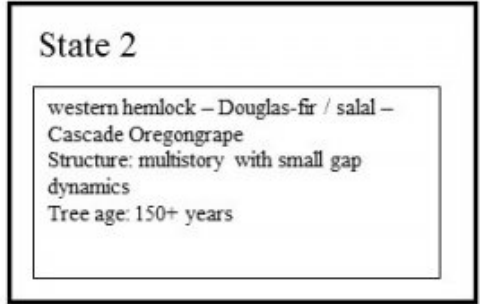 State 2
western hemlock – Douglas-fir / salal –
Cascade Oregongrape
Structure: multistory with small gap
dynamics
Tree age: 150+ years